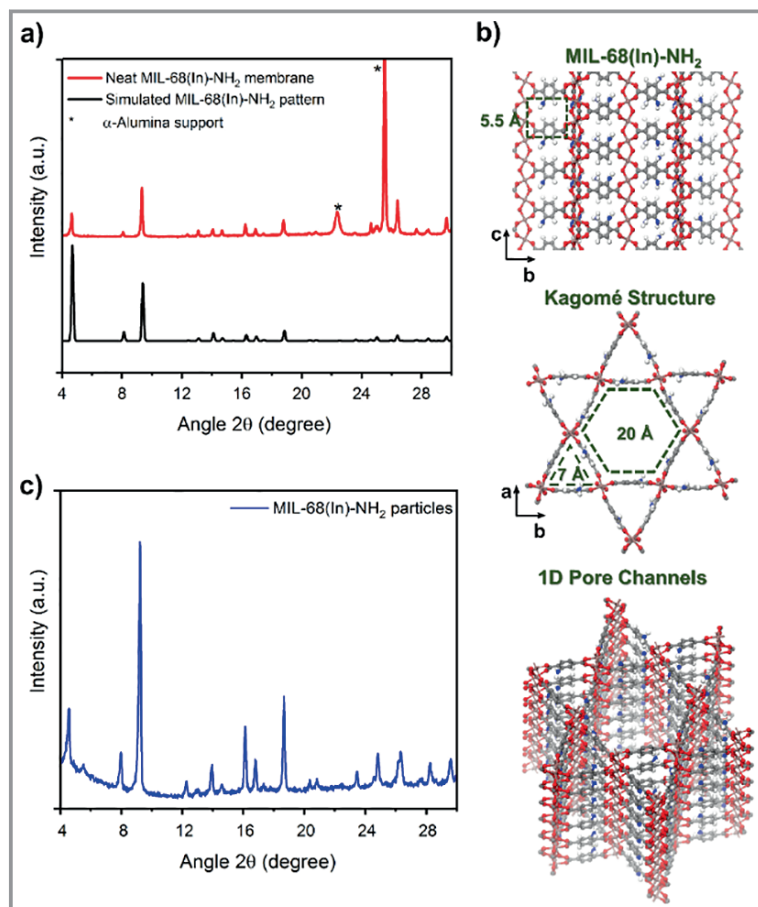 a)
Intensity (a.u.)
Neat MIL-68(In)-NH₂ membrane
Simulated MIL-68(In)-NH₂ pattern
* α-Alumina support
*
*
4 8 12 16 20 24 28
Angle 2θ (degree)
b)
MIL-68(In)-NH₂
5.5 Å
c
b
Kagomé Structure
20 Å
7 Å
a
b
1D Pore Channels
c)
Intensity (a.u.)
MIL-68(In)-NH₂ particles
4 8 12 16 20 24 28
Angle 2θ (degree)